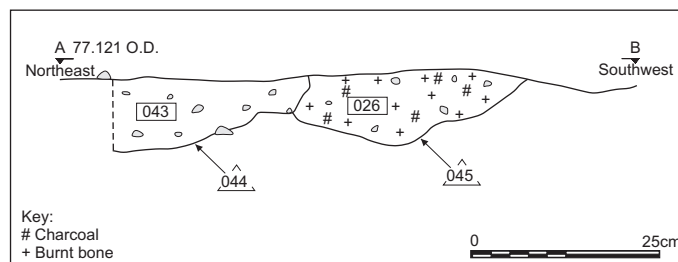 A 77.121 O.D.
B
Northeast
Southwest
043
026
044
045
Key:
# Charcoal
+ Burnt bone
0 25cm